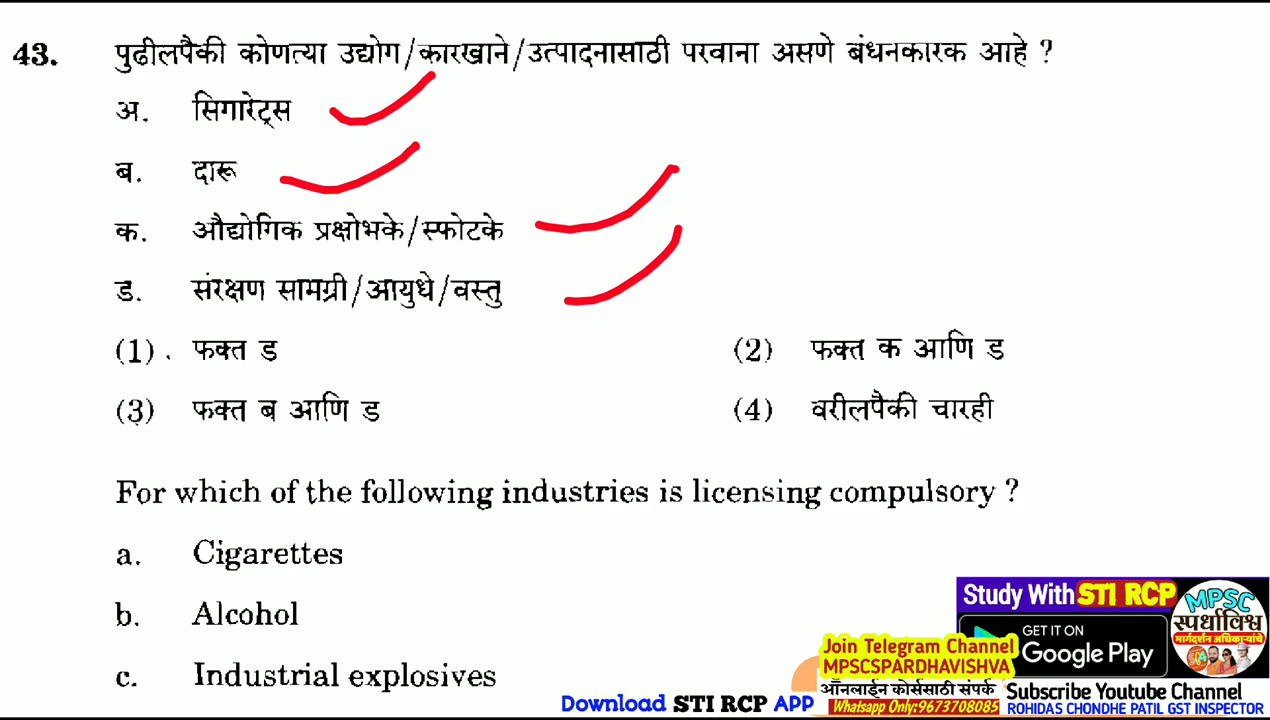 43. पुढीलपैकी कोणत्या उद्योग/कारखाने/उत्पादनासाठी परवाना असणे बंधनकारक आहे ?
अ. सिगारेट्स
ब. दारू
क. औद्योगिक प्रक्षोभके/स्फोटके
ड. संरक्षण सामग्री/आयुधे/वस्तु
(1) . फक्त ड (2) फक्त क आणि ड
(3) फक्त ब आणि ड (4) वरीलपैकी चारही
For which of the following industries is licensing compulsory ?
a. Cigarettes
b. Alcohol
c. Industrial explosives
Study With STI RCP
GET IT ON
Google Play
MPSC
स्पर्धाविश्व
मार्गदर्शन अधिकाऱ्यांचे
Join Telegram Channel
MPSCSPARDHAVISHVA
ऑनलाईन कोर्ससाठी संपर्क
Whatsapp Only:9673708085
Download STI RCP APP
Subscribe Youtube Channel
ROHIDAS CHONDHE PATIL GST INSPECTOR